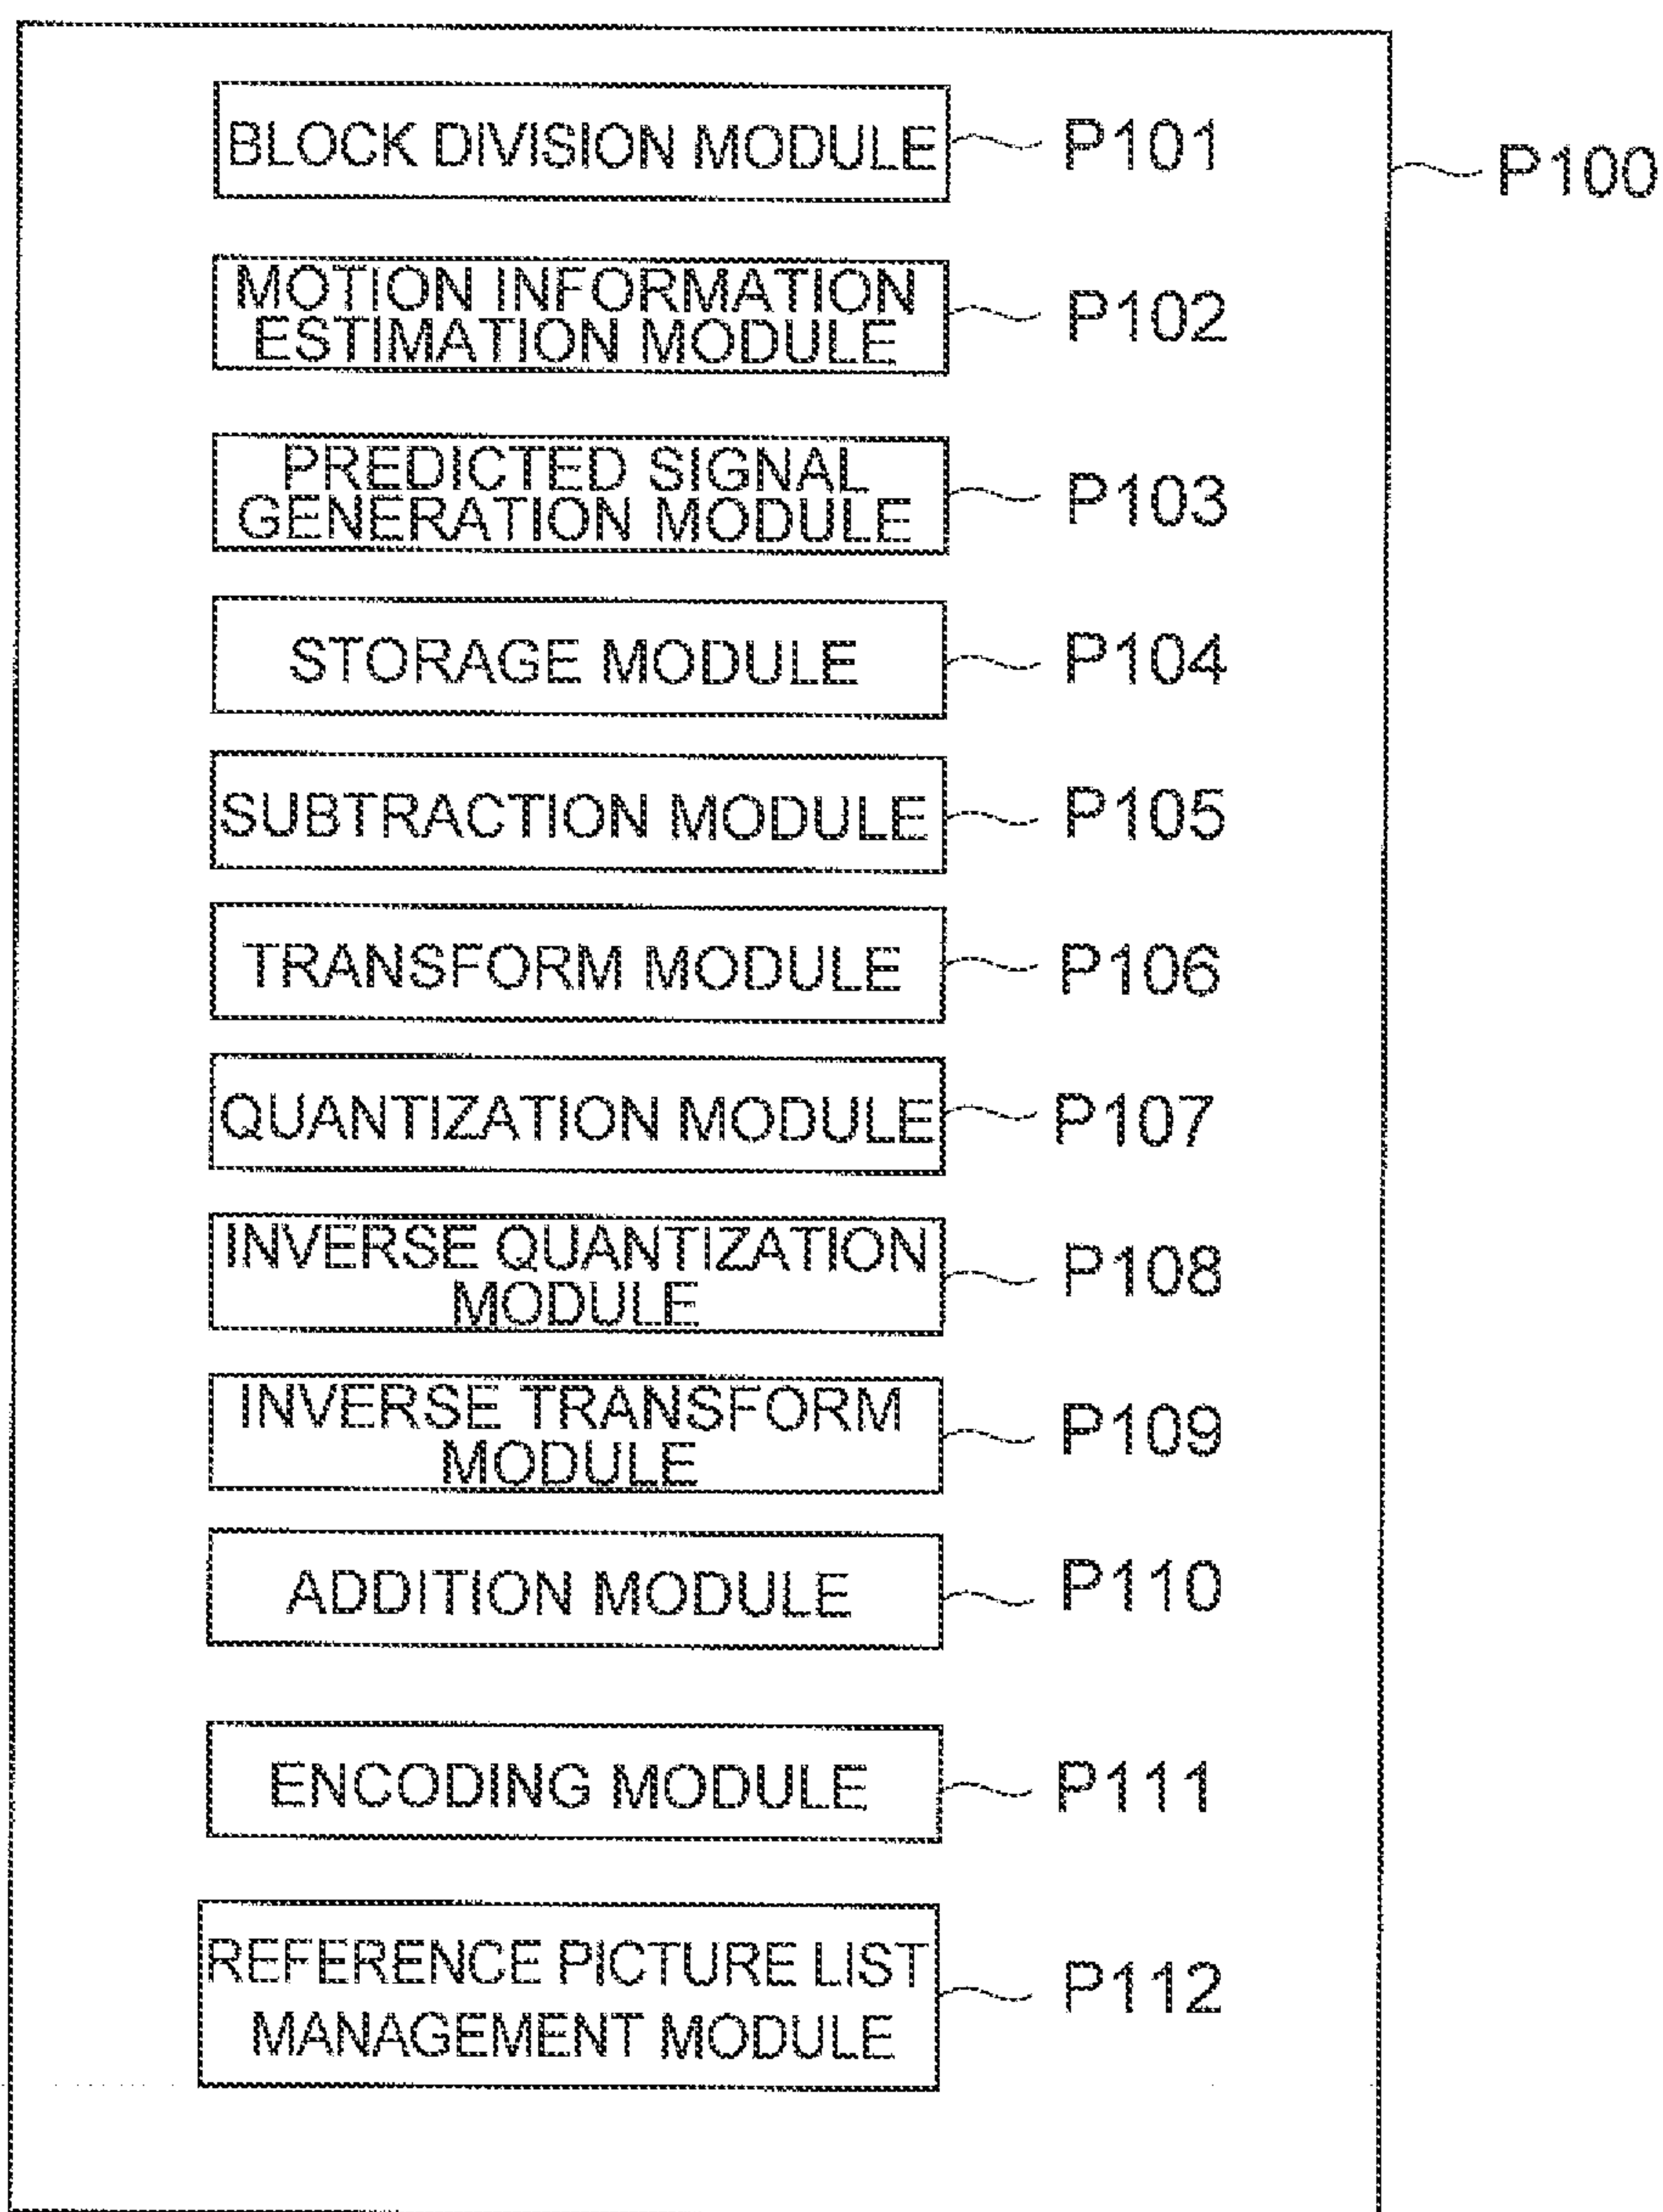 BLOCK DIVISION MODULE P101
P100
MOTION INFORMATION
ESTIMATION MODULE P102
PREDICTED SIGNAL
GENERATION MODULE P103
STORAGE MODULE P104
SUBTRACTION MODULE P105
TRANSFORM MODULE P106
QUANTIZATION MODULE P107
INVERSE QUANTIZATION
MODULE P108
INVERSE TRANSFORM
MODULE P109
ADDITION MODULE P110
ENCODING MODULE P111
REFERENCE PICTURE LIST
MANAGEMENT MODULE P112